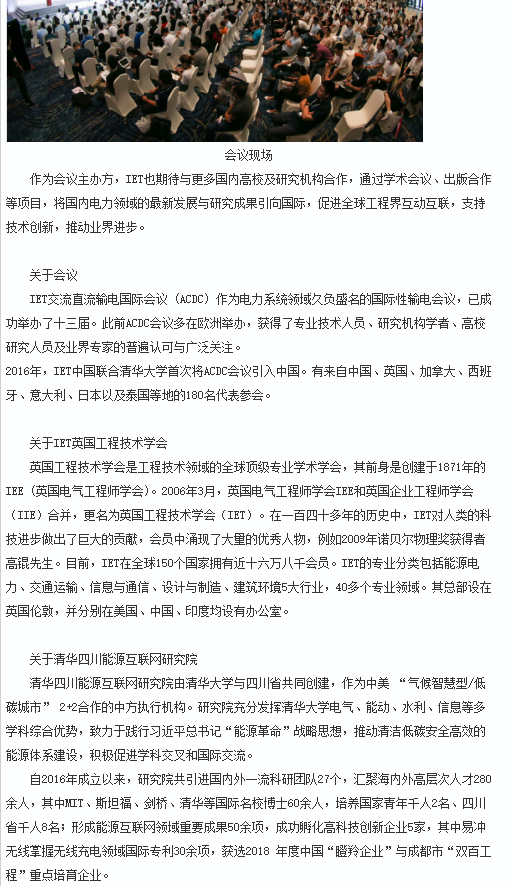 会议现场
作为会议主办方，IET也期待与更多国内高校及研究机构合作，通过学术会议、出版合作
等项目，将国内电力领域的最新发展与研究成果引向国际，促进全球工程界互动互联，支持
技术创新，推动业界进步。
关于会议
IET交流直流输电国际会议（ACDC）作为电力系统领域久负盛名的国际性输电会议，已成
功举办了十三届。此前ACDC会议多在欧洲举办，获得了专业技术人员、研究机构学者、高校
研究人员及业界专家的普遍认可与广泛关注。
2016年，IET中国联合清华大学首次将ACDC会议引入中国。有来自中国、英国、加拿大、西班
牙、意大利、日本以及泰国等地的180名代表参会。
关于IET英国工程技术学会
英国工程技术学会是工程技术领域的全球顶级专业学术学会，其前身是创建于1871年的
IEE（英国电气工程师学会）。2006年3月，英国电气工程师学会IEE和英国企业工程师学会
（IIE）合并，更名为英国工程技术学会（IET）。在一百四十多年的历史中，IET对人类的科
技进步做出了巨大的贡献，会员中涌现了大量的优秀人物，例如2009年诺贝尔物理奖获得者
高锟先生。目前，IET在全球150个国家拥有近十六万八千会员。IET的专业分类包括能源电
力、交通运输、信息与通信、设计与制造、建筑环境5大行业，40多个专业领域。其总部设在
英国伦敦，并分别在美国、中国、印度均设有办公室。
关于清华四川能源互联网研究院
清华四川能源互联网研究院由清华大学与四川省共同创建，作为中美 “气候智慧型/低
碳城市” 2+2合作的中方执行机构。研究院充分发挥清华大学电气、能动、水利、信息等多
学科综合优势，致力于践行习近平总书记“能源革命”战略思想，推动清洁低碳安全高效的
能源体系建设，积极促进学科交叉和国际交流。
自2016年成立以来，研究院共引进国内外一流科研团队27个，汇聚海内外高层次人才280
余人，其中MIT、斯坦福、剑桥、清华等国际名校博士60余人，培养国家青年千人2名、四川
省千人8名；形成能源互联网领域重要成果50余项，成功孵化高科技创新企业5家，其中易冲
无线掌握无线充电领域国际专利30余项，获选2018 年度中国“瞪羚企业”与成都市“双百工
程”重点培育企业。